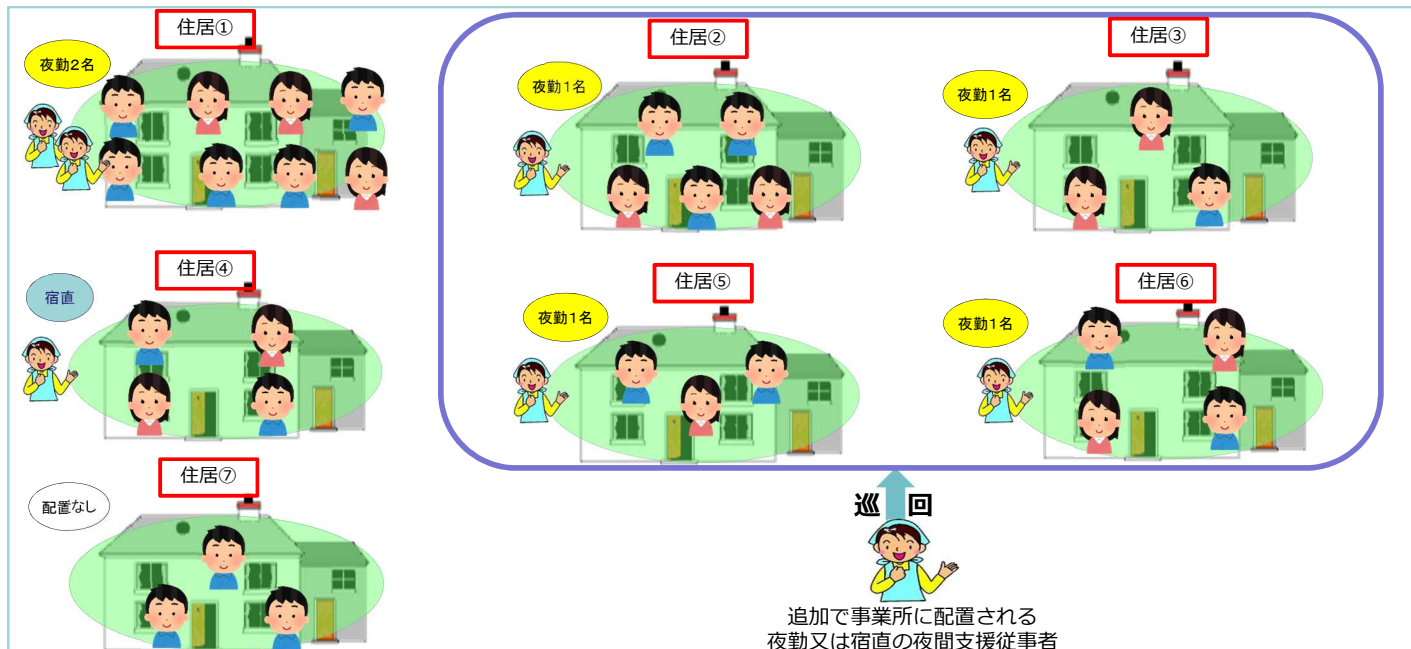 住居①
夜勤2名
住居②
夜勤1名
住居③
夜勤1名
住居④
宿直
住居⑤
夜勤1名
住居⑥
夜勤1名
住居⑦
配置なし
巡 回
追加で事業所に配置される
夜勤又は宿直の夜間支援従事者